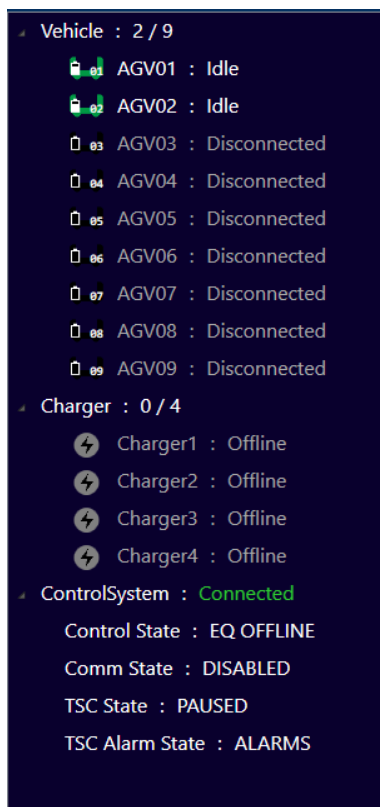 Vehicle : 2 / 9
01 AGV01 : Idle
02 AGV02 : Idle
03 AGV03 : Disconnected
04 AGV04 : Disconnected
05 AGV05 : Disconnected
06 AGV06 : Disconnected
07 AGV07 : Disconnected
08 AGV08 : Disconnected
09 AGV09 : Disconnected
Charger : 0 / 4
Charger1 : Offline
Charger2 : Offline
Charger3 : Offline
Charger4 : Offline
ControlSystem : Connected
Control State : EQ OFFLINE
Comm State : DISABLED
TSC State : PAUSED
TSC Alarm State : ALARMS